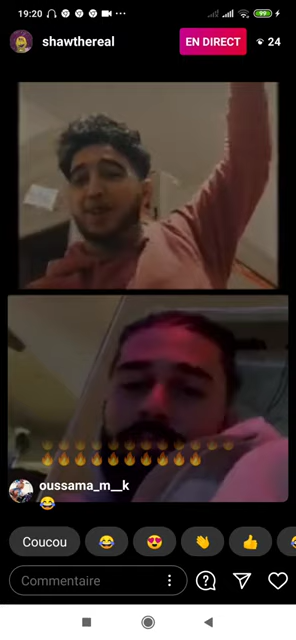 19:20
shawthereal
EN DIRECT
24
🔥🔥🔥🔥🔥🔥🔥🔥🔥🔥🔥🔥
🔥🔥🔥🔥🔥🔥🔥🔥🔥🔥
oussama_m__k
😂
Coucou 😂 😍 👏 👍
Commentaire